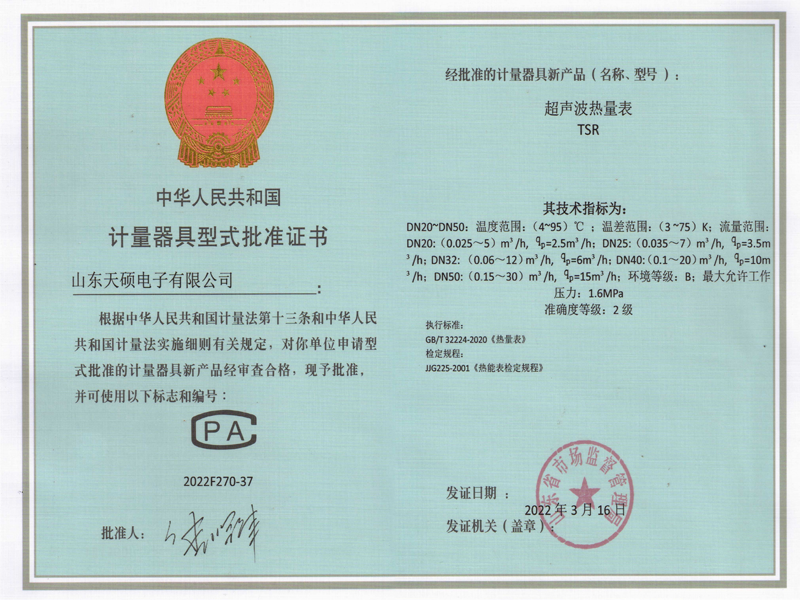 中华人民共和国
计量器具型式批准证书
山东天硕电子有限公司
:
根据中华人民共和国计量法第十三条和中华人民
共和国计量法实施细则有关规定，对你单位申请型
式批准的计量器具新产品经审查合格，现予批准，
并可使用以下标志和编号：
CPA
2022F270-37
批准人：
经批准的计量器具新产品（名称、型号）：
超声波热量表
TSR
其技术指标为：
DN20~DN50：温度范围：（4~95）℃ ；温差范围：（3 ~75）K；流量范围：
DN20:（0.025～5）m³/h, qp=2.5m³/h；DN25:（0.035～7）m³/h, qp=3.5m
³/h；DN32:（0.06～12）m³/h, qp=6m³/h；DN40:（0.1～20）m³/h, qp=10m
³/h；DN50:（0.15～30）m³/h, qp=15m³/h；环境等级：B；最大允许工作
压力：1.6MPa
准确度等级：2 级
执行标准：
GB/T 32224-2020《热量表》
检定规程：
JJG225-2001《热能表检定规程》
山东省市场监督管理局
发证日期 ：
2022 年 3 月 16 日
发证机关（盖章）：